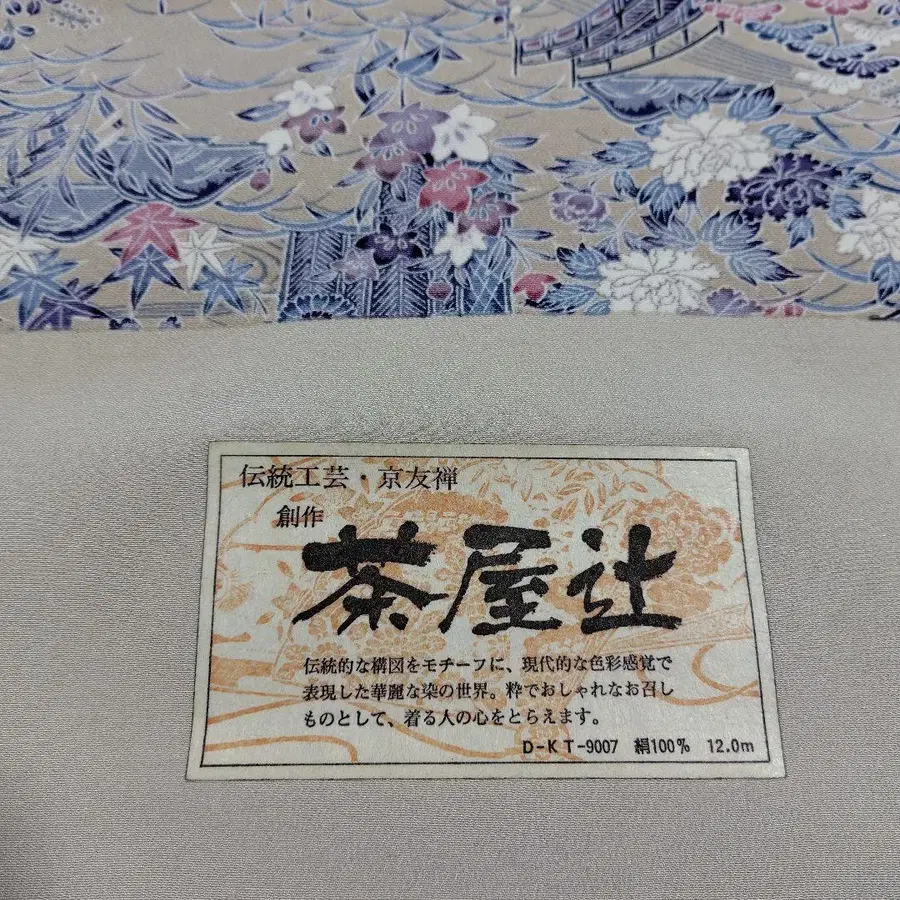 伝統工芸・京友禅
創作
茶屋辻
伝統的な構図をモチーフに、現代的な色彩感覚で
表現した華麗な染の世界。粋でおしゃれなお召し
ものとして、着る人の心をとらえます。
D-KT-9007 絹100% 12.0m